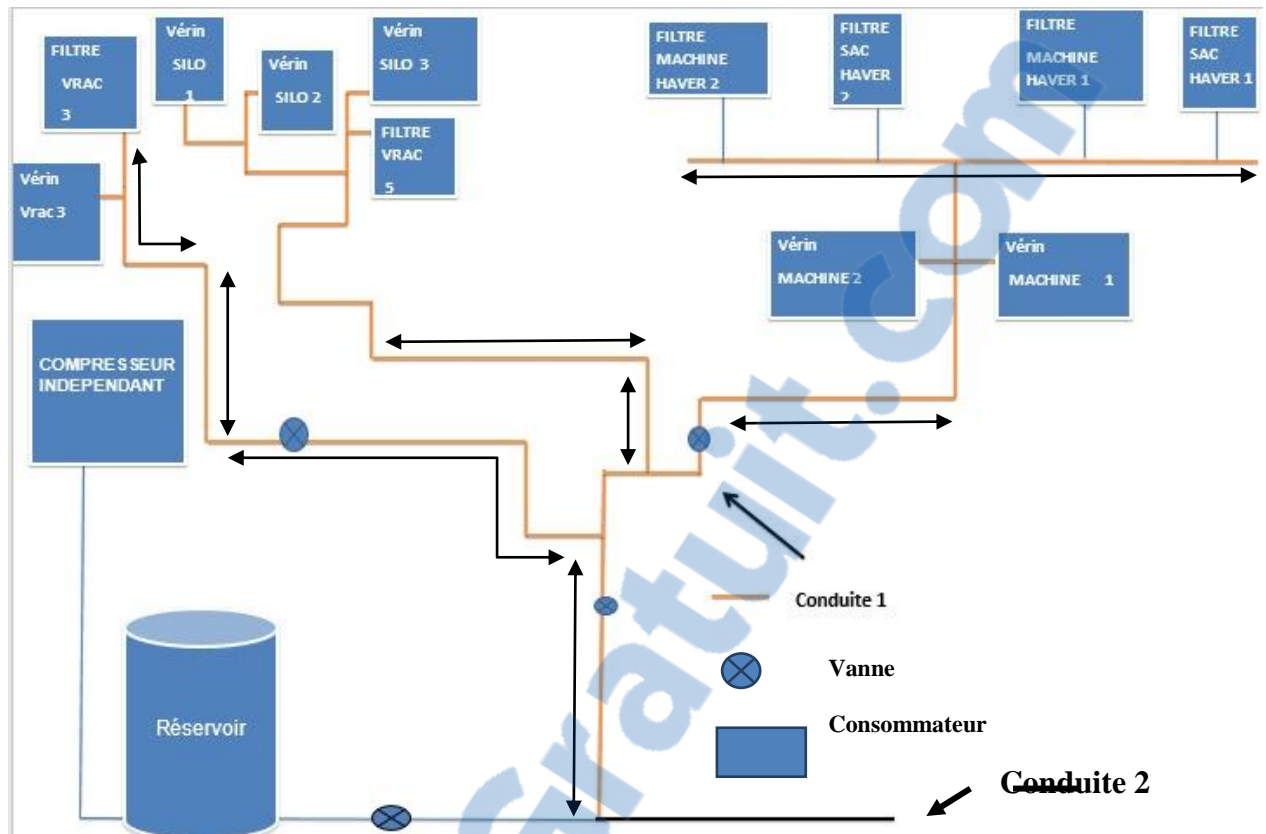 FILTRE
VRAC
3
Vérin
SILO
1
Vérin
SILO 2
Vérin
SILO 3
FILTRE
VRAC
5
FILTRE
MACHINE
HAVER 2
FILTRE
SAC
HAVER
2
FILTRE
MACHINE
HAVER 1
FILTRE
SAC
HAVER 1
Vérin
Vrac 3
Vérin
MACHINE 2
Vérin
MACHINE 1
COMPRESSEUR
INDEPENDANT
Conduite 1
Vanne
Consommateur
Réservoir
Conduite 2
Gratuit.com